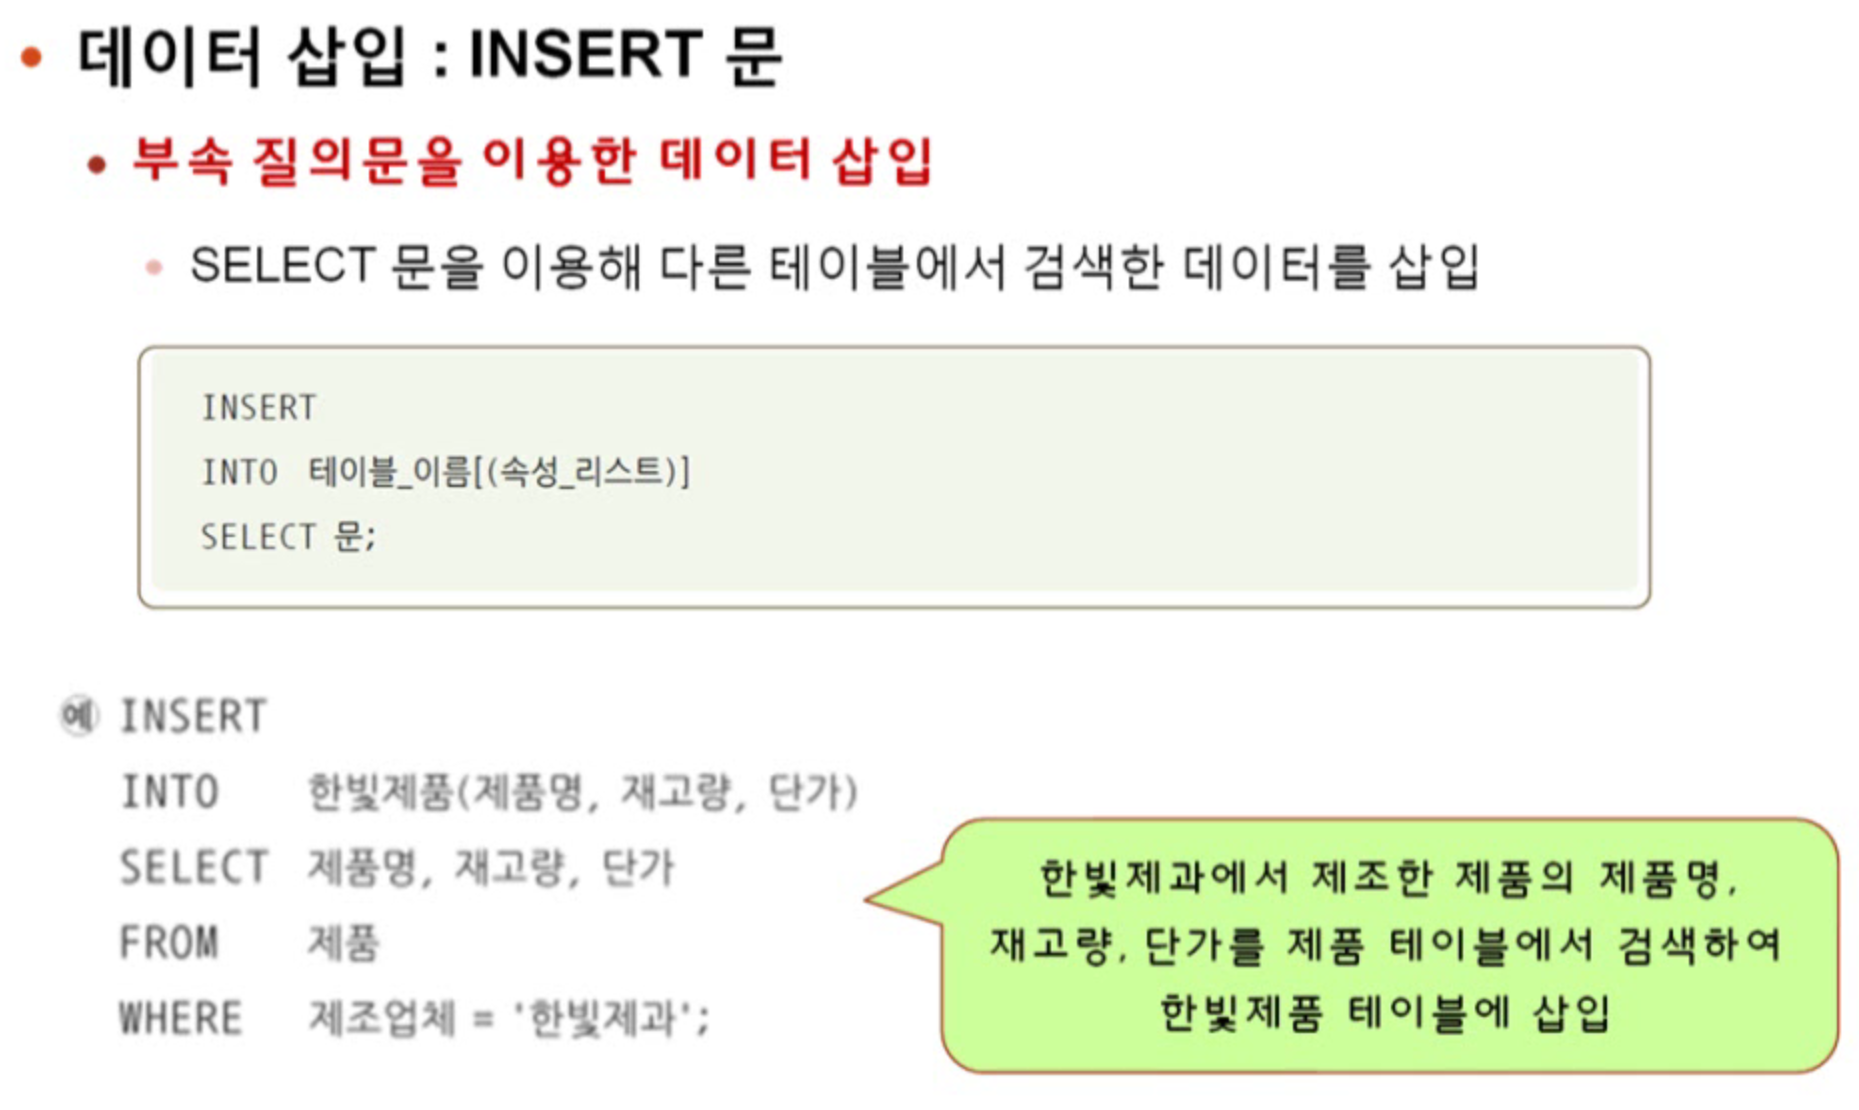 • 데이터 삽입 : INSERT 문
• 부속 질의문을 이용한 데이터 삽입
• SELECT 문을 이용해 다른 테이블에서 검색한 데이터를 삽입
INSERT
INTO 테이블_이름[(속성_리스트)]
SELECT 문;
예 INSERT
INTO 한빛제품(제품명, 재고량, 단가)
SELECT 제품명, 재고량, 단가
FROM 제품
WHERE 제조업체 = '한빛제과';
한빛제과에서 제조한 제품의 제품명,
재고량, 단가를 제품 테이블에서 검색하여
한빛제품 테이블에 삽입